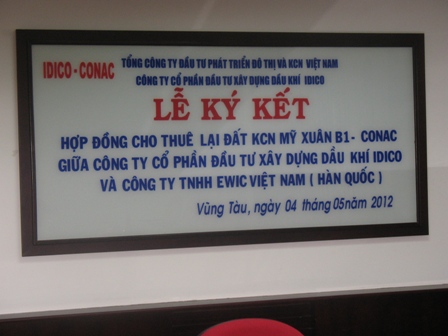 IDICO - CONAC
TỔNG CÔNG TY ĐẦU TƯ PHÁT TRIỂN ĐÔ THỊ VÀ KCN VIỆT NAM
CÔNG TY CỔ PHẦN ĐẦU TƯ XÂY DỰNG DẦU KHÍ IDICO
LỄ KÝ KẾT
HỢP ĐỒNG CHO THUÊ LẠI ĐẤT KCN MỸ XUÂN B1- CONAC
GIỮA CÔNG TY CỔ PHẦN ĐẦU TƯ XÂY DỰNG DẦU KHÍ IDICO
VÀ CÔNG TY TNHH EWIC VIỆT NAM ( HÀN QUỐC )
Vũng Tàu, ngày 04 tháng 05 năm 2012